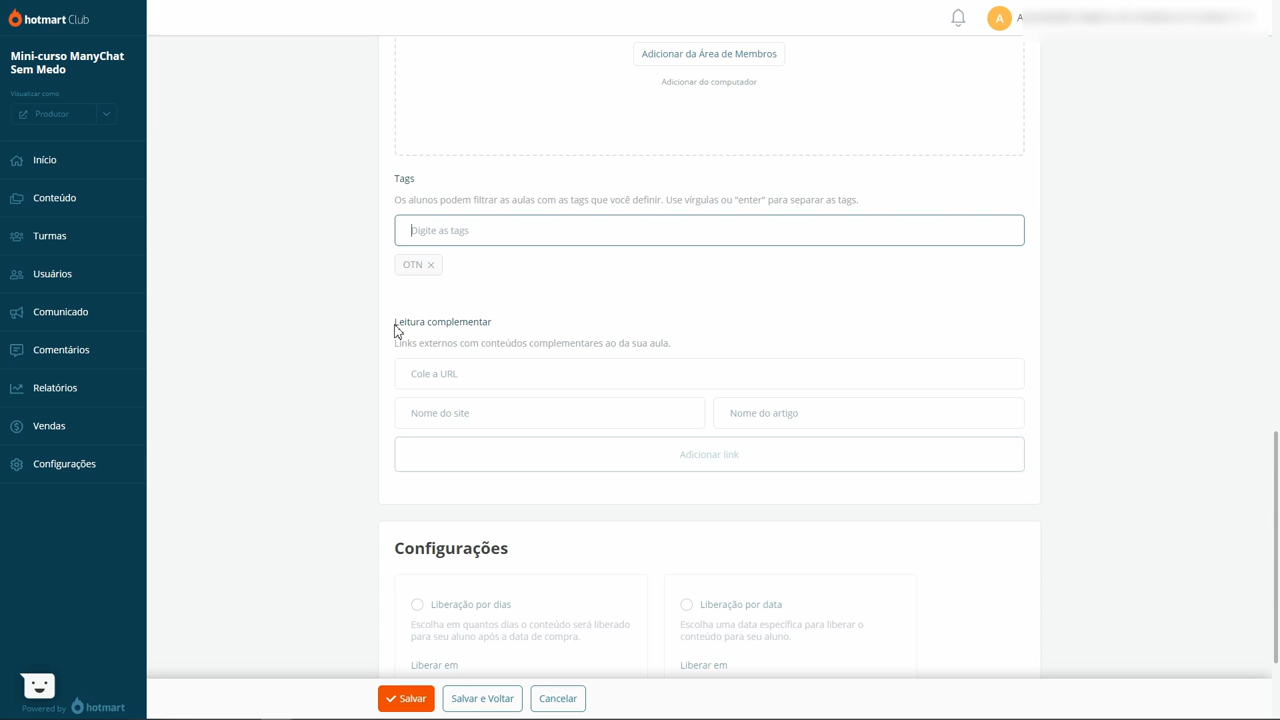 hotmart Club
A
A
Mini-curso ManyChat
Sem Medo
Visualizar como
Produtor
Início
Conteúdo
Turmas
Usuários
Comunicado
Comentários
Relatórios
Vendas
Configurações
Powered by hotmart
Adicionar da Área de Membros
Adicionar do computador
Tags
Os alunos podem filtrar as aulas com as tags que você definir. Use vírgulas ou "enter" para separar as tags.
Digite as tags
OTN
Leitura complementar
Links externos com conteúdos complementares ao da sua aula.
Cole a URL
Nome do site
Nome do artigo
Adicionar link
Configurações
Liberação por dias
Escolha em quantos dias o conteúdo será liberado
para seu aluno após a data de compra.
Liberar em
Liberação por data
Escolha uma data específica para liberar o
conteúdo para seu aluno.
Liberar em
Salvar
Salvar e Voltar
Cancelar